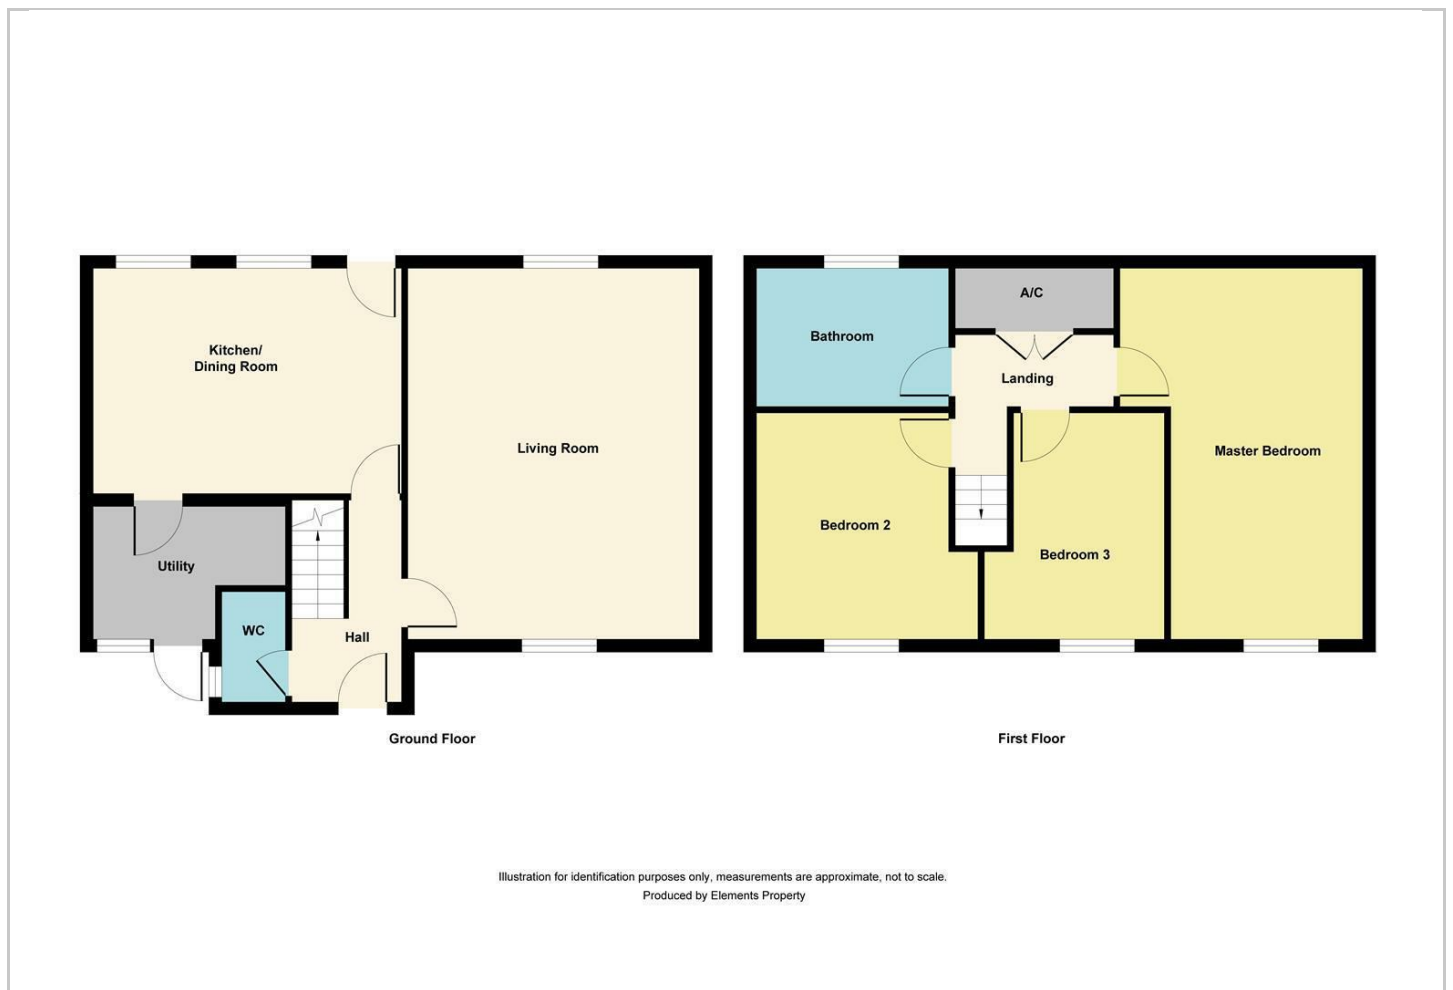 Kitchen/
Dining Room
Living Room
Utility
WC
Hall
Ground Floor
A/C
Bathroom
Landing
Master Bedroom
Bedroom 2
Bedroom 3
First Floor
Illustration for identification purposes only, measurements are approximate, not to scale.
Produced by Elements Property